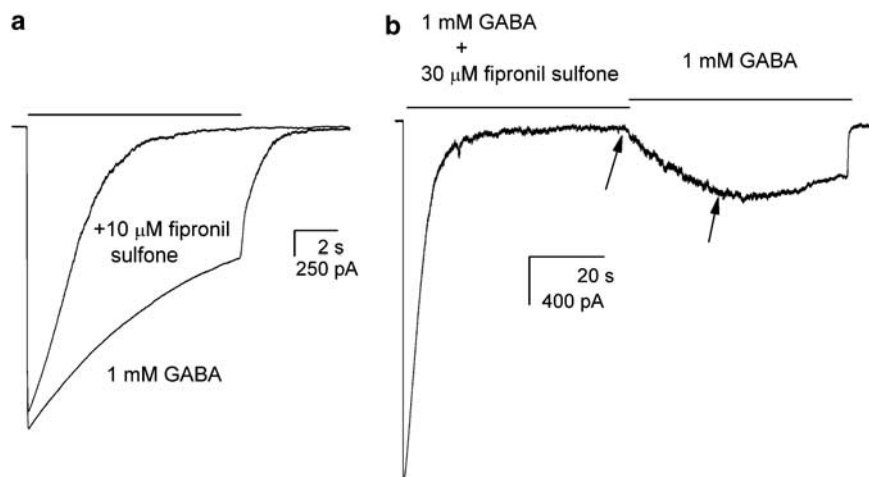 a
+10 μM fipronil
sulfone
2 s
250 pA
1 mM GABA
b
1 mM GABA
+
30 μM fipronil sulfone
1 mM GABA
20 s
400 pA